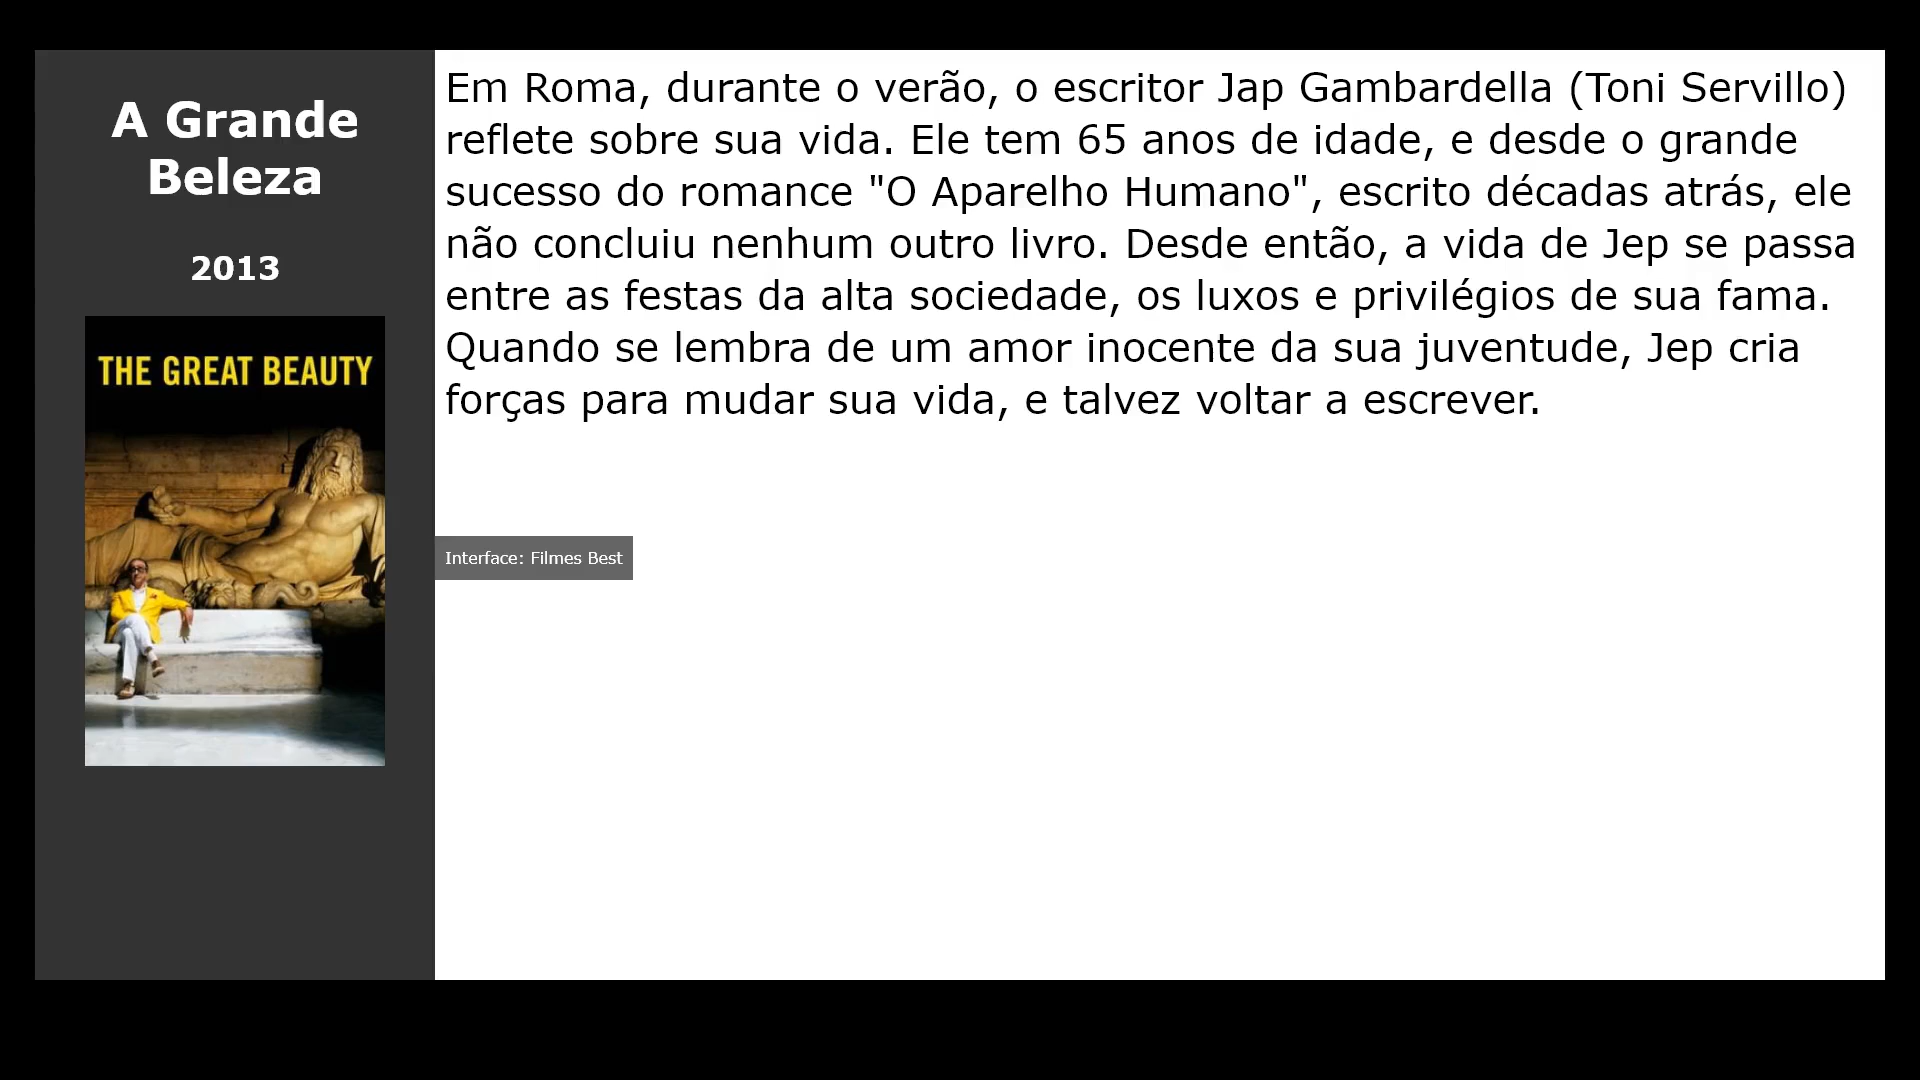 A Grande
Beleza
2013
THE GREAT BEAUTY
Em Roma, durante o verão, o escritor Jap Gambardella (Toni Servillo)
reflete sobre sua vida. Ele tem 65 anos de idade, e desde o grande
sucesso do romance "O Aparelho Humano", escrito décadas atrás, ele
não concluiu nenhum outro livro. Desde então, a vida de Jep se passa
entre as festas da alta sociedade, os luxos e privilégios de sua fama.
Quando se lembra de um amor inocente da sua juventude, Jep cria
forças para mudar sua vida, e talvez voltar a escrever.
Interface: Filmes Best